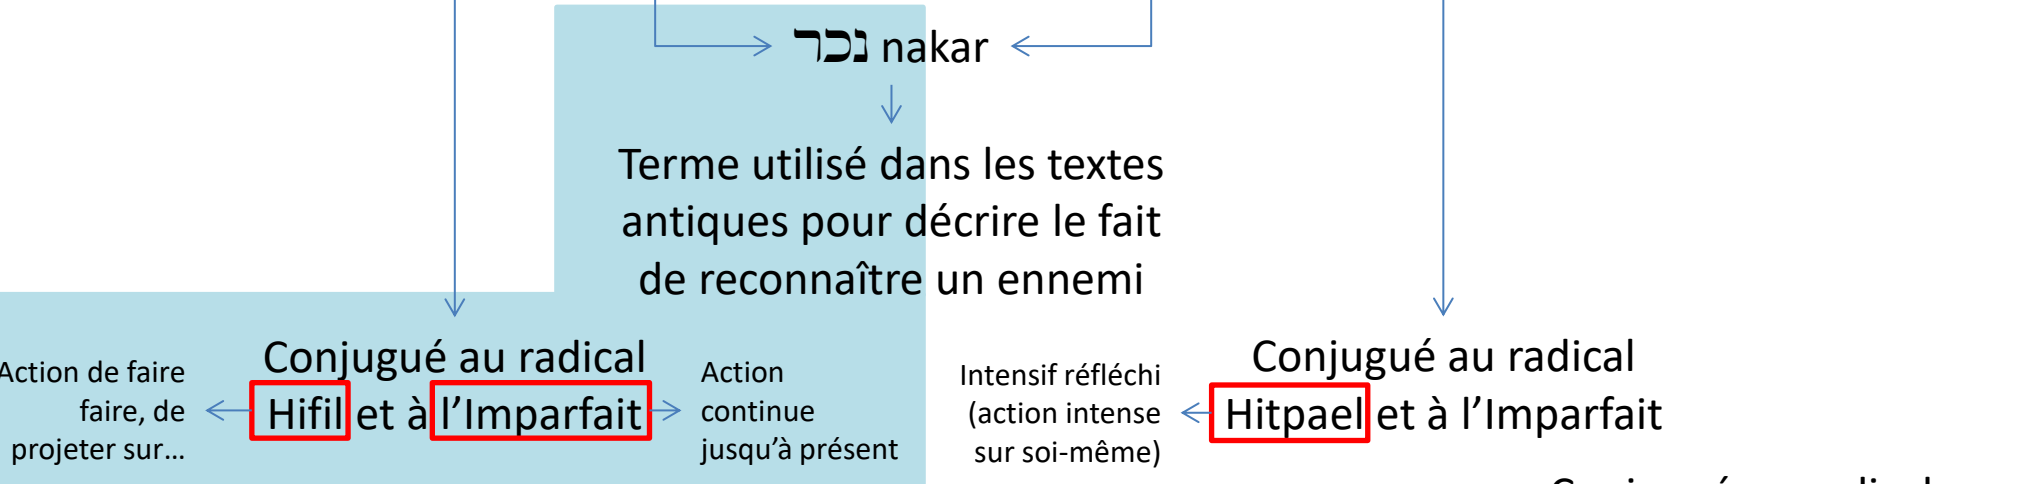 נכר nakar
Terme utilisé dans les textes
antiques pour décrire le fait
de reconnaître un ennemi
Action de faire
faire, de
projeter sur…
Conjugué au radical
Hifil et à l’Imparfait
Action
continue
jusqu’à présent
Intensif réfléchi
(action intense
sur soi-même)
Conjugué au radical
Hitpael et à l’Imparfait